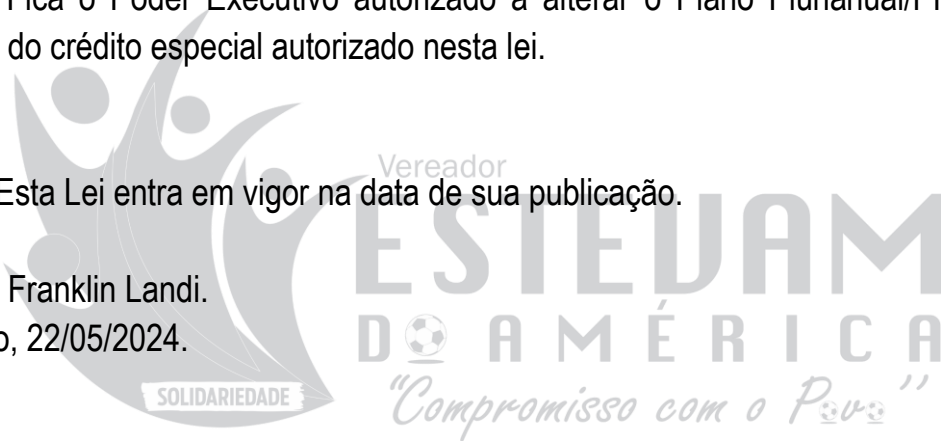 Fica o Poder Executivo autorizado a alterar o Plano Plurianual/
do crédito especial autorizado nesta lei.
Vereador
Esta Lei entra em vigor na data de sua publicação.
ESTEVAM
Franklin Landi.
DO AMÉRICA
22/05/2024.
SOLIDARIEDADE
"Compromisso com o Povo"